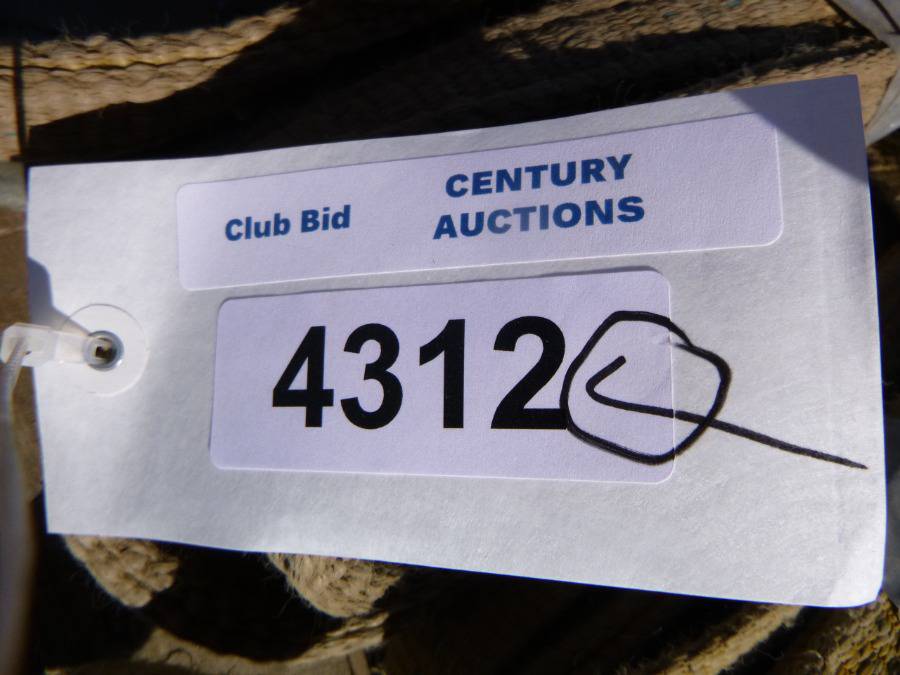 Club Bid
CENTURY
AUCTIONS
4312